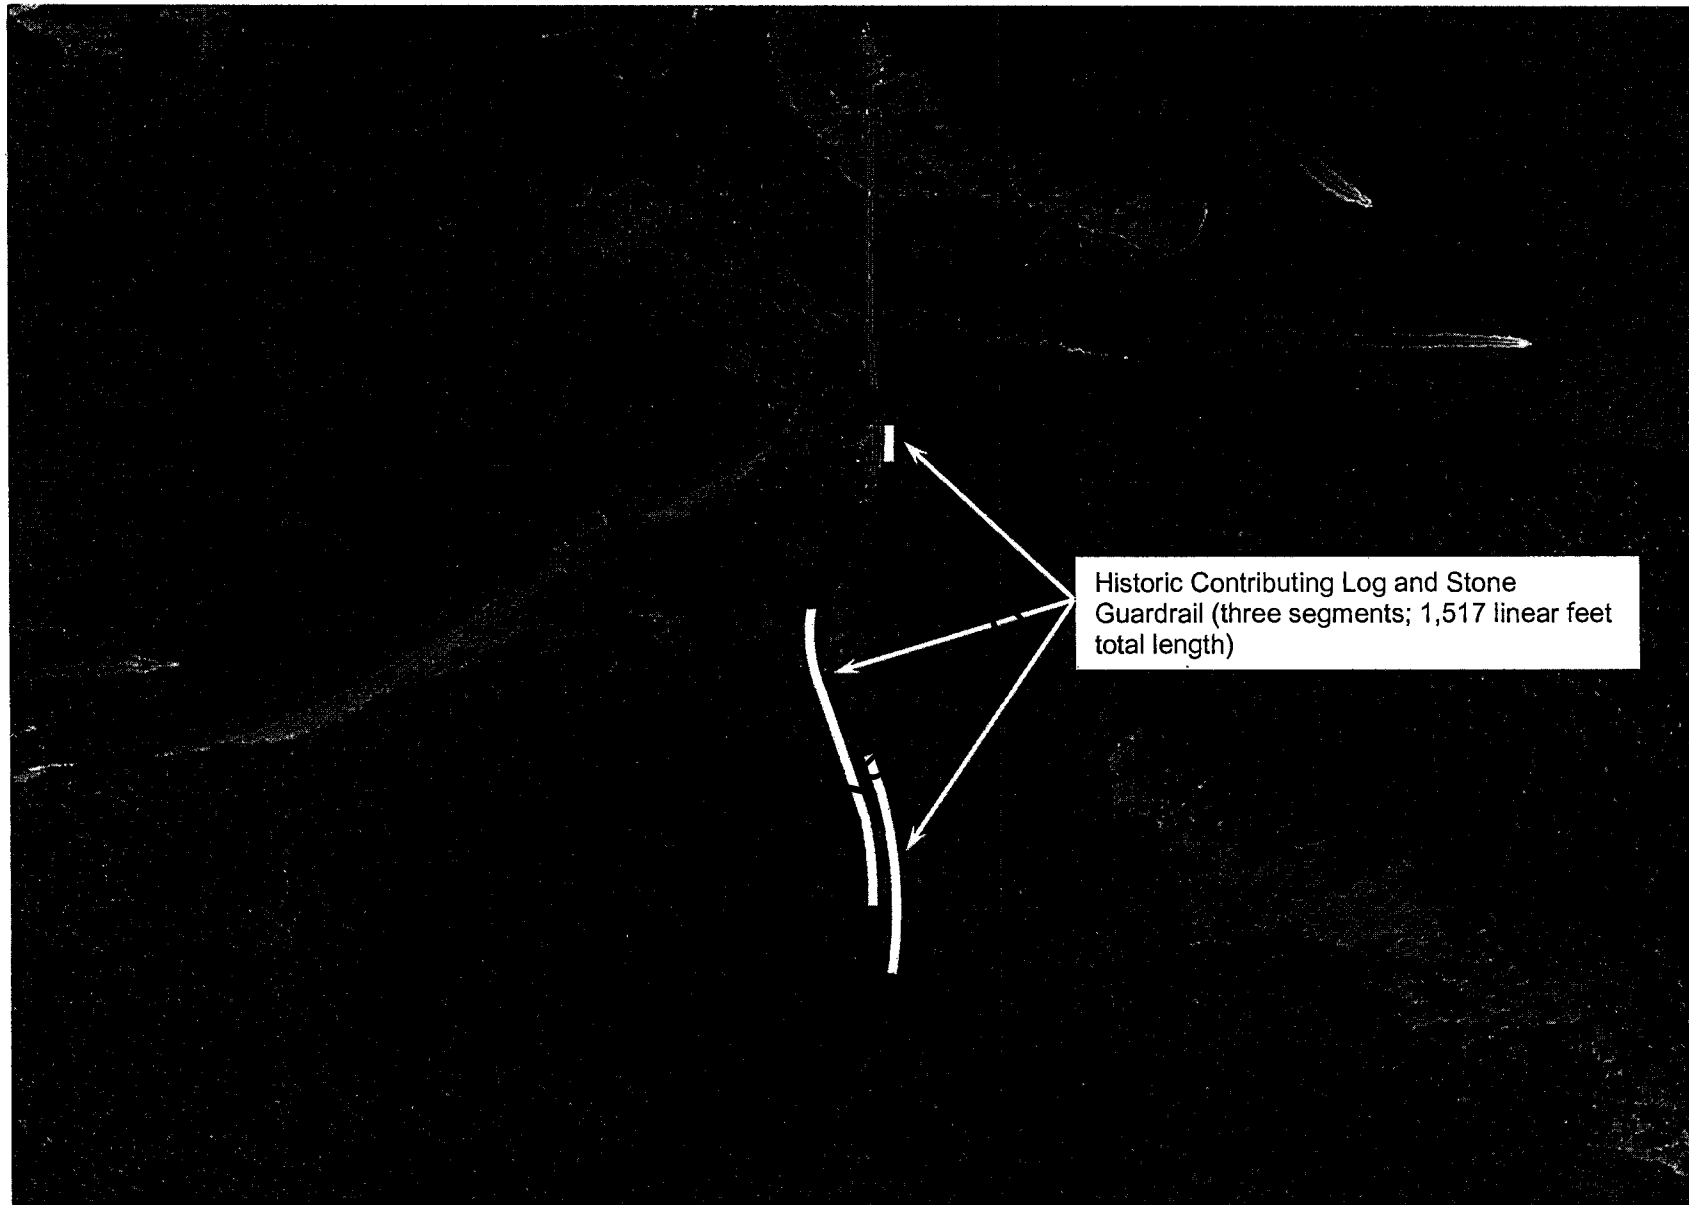 Historic Contributing Log and Stone
Guardrail (three segments; 1,517 linear feet
total length)